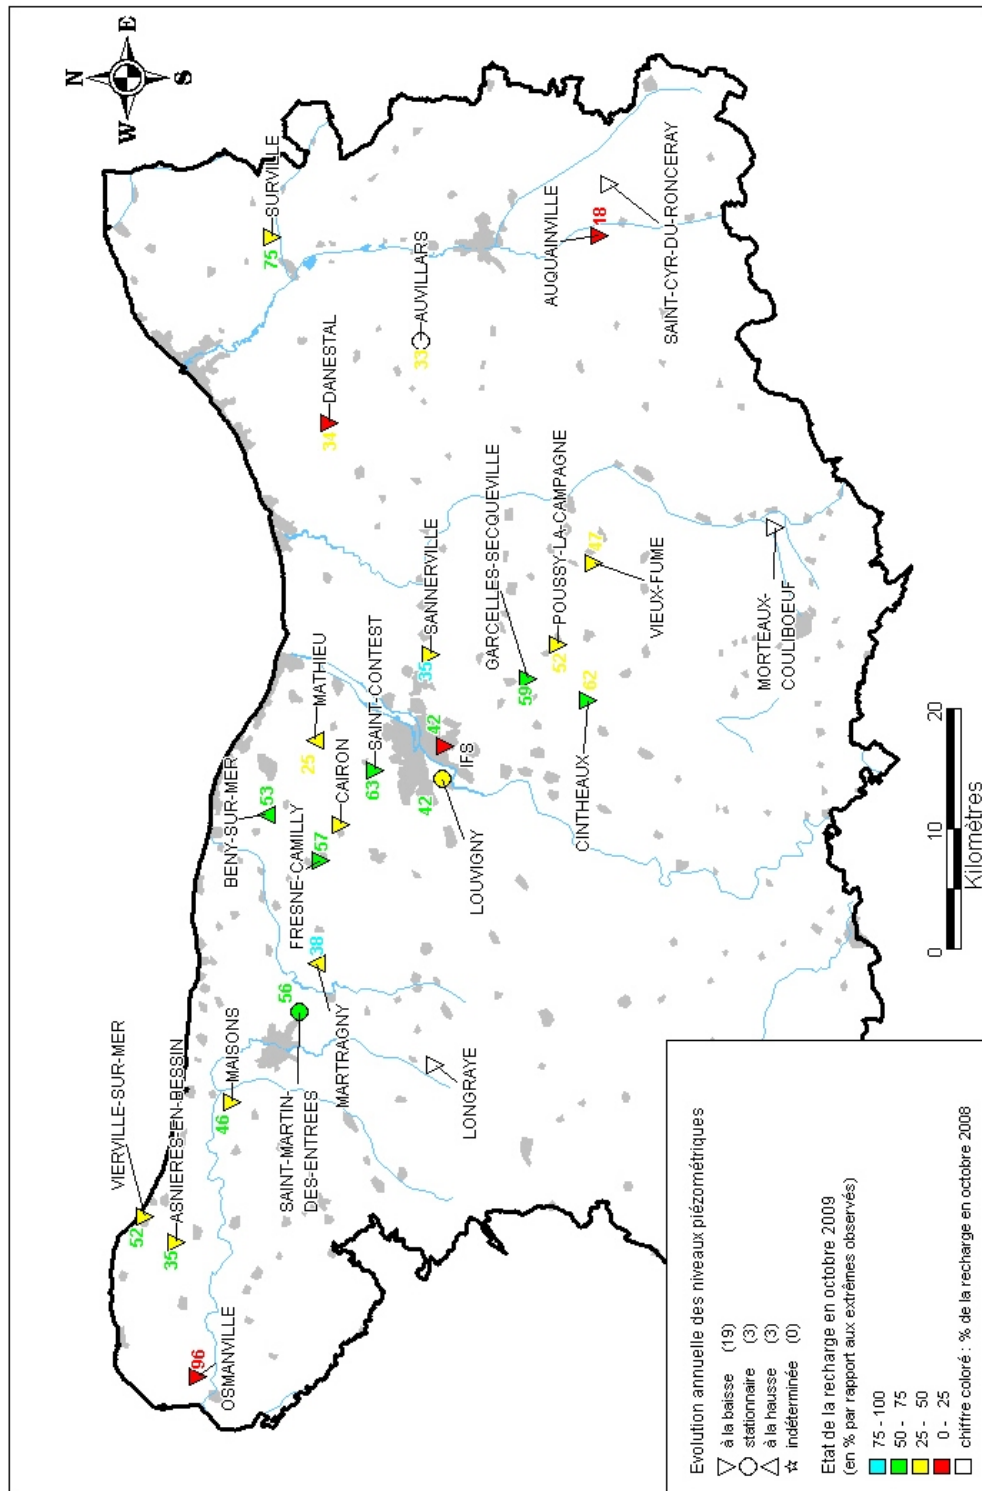 N
W
E
S
75
SURVILLE
VIERVILLE-SUR-MER
52
ASNIERES-EN-BESSIN
35
OSMANVILLE
96
46
MAISONS
BENY-SUR-MER
53
25
MATHIEU
FRESNE-CAMILLY
57
CAIRON
63
SAINT-CONTEST
34
DANESTAL
33
AUVILLARS
56
SAINT-MARTIN-
DES-ENTREES
38
MARTRAGNY
LONGRAYE
35
SANNERVILLE
42
IFS
42
LOUVIGNY
59
GARCELLES-SECQUEVILLE
52
POUSSY-LA-CAMPAGNE
62
CINTHEAUX
47
VIEUX-FUME
AUQUAINVILLE
18
SAINT-CYR-DU-RONCERAY
MORTEAUX-
COULIBOEUF
0 10 20
Kilomètres
Evolution annuelle des niveaux piézométriques
à la baisse (19)
stationnaire (3)
à la hausse (3)
indéterminée (0)
Etat de la recharge en octobre 2009
(en % par rapport aux extrêmes observés)
75 - 100
50 - 75
25 - 50
0 - 25
chiffre coloré : % de la recharge en octobre 2008